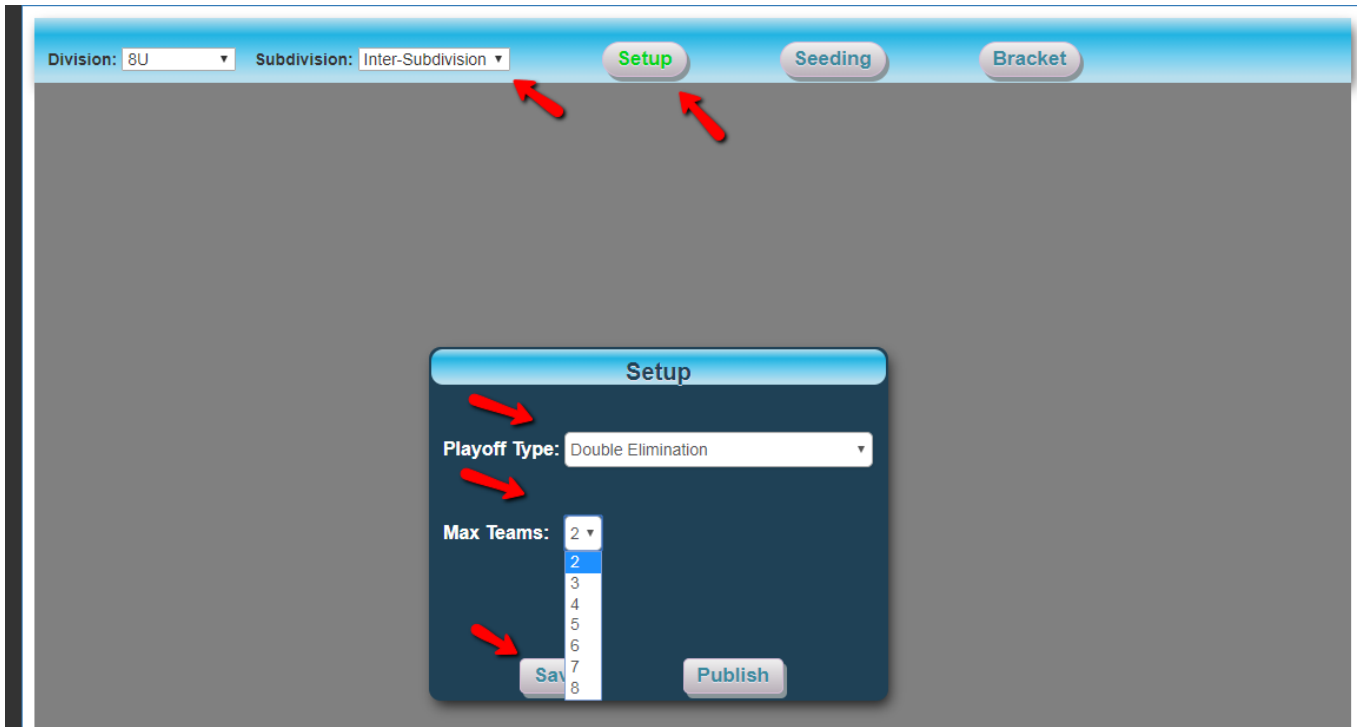 Division: 8U Subdivision: Inter-Subdivision Setup Seeding Bracket
Setup
Playoff Type: Double Elimination
Max Teams: 2
2
3
4
5
6
7
8
Sav Publish